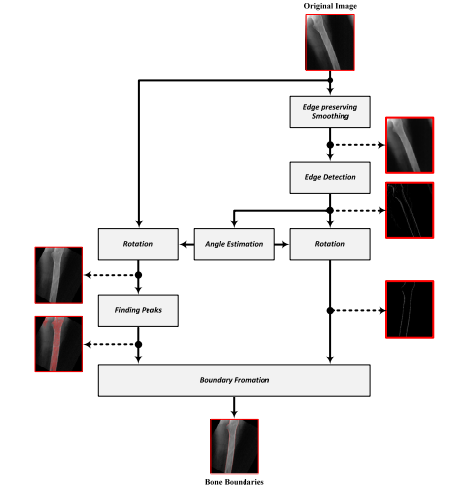 Original Image
Edge preserving
Smoothing
Edge Detection
Rotation
Angle Estimation
Rotation
Finding Peaks
Boundary Fromation
Bone Boundaries